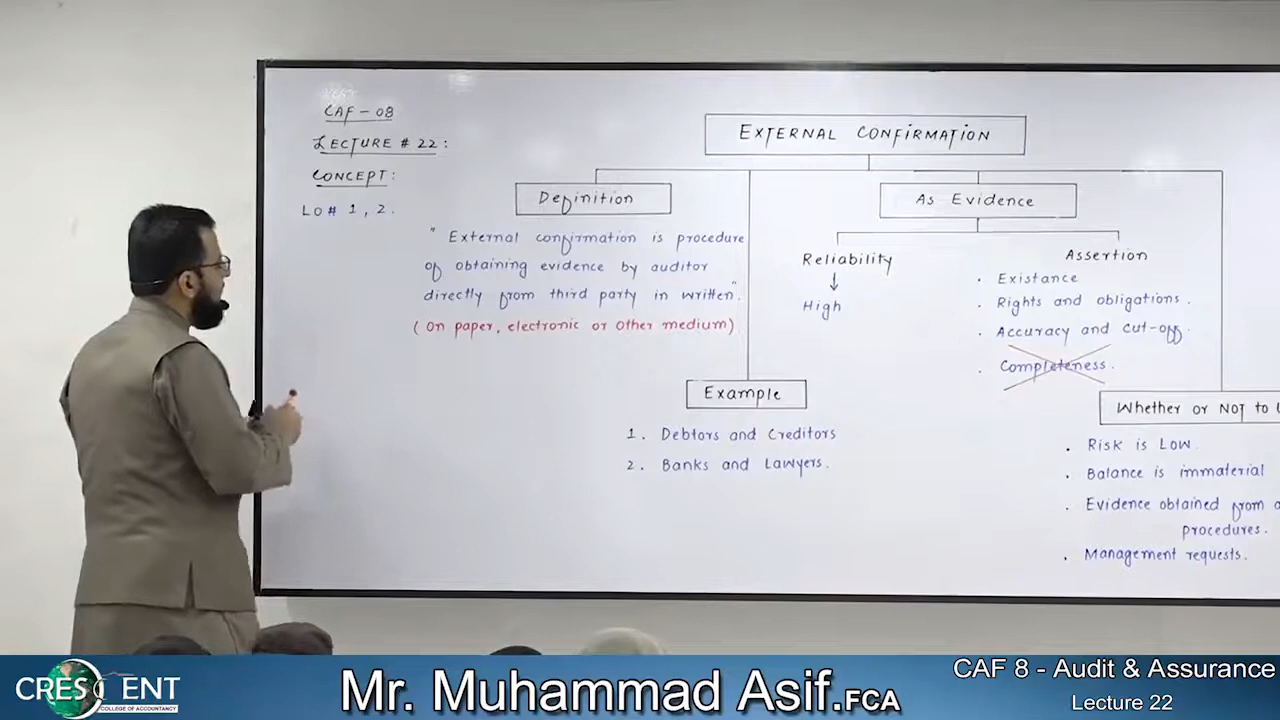 CAF - 08
LECTURE # 22 :
CONCEPT :
LO# 1 , 2 .
EXTERNAL CONFIRMATION
Definition
" External confirmation is procedure
of obtaining evidence by auditor
directly from third party in written".
( On paper, electronic or other medium)
Example
1 . Debtors and Creditors
2 . Banks and Lawyers.
As Evidence
Reliability
↓
High
Assertion
. Existance
. Rights and obligations .
. Accuracy and cut-off.
. Completeness .
Whether or Not to
. Risk is Low.
. Balance is immaterial
. Evidence obtained from
procedures.
. Management requests.
CRESCENT
COLLEGE OF ACCOUNTANCY
Mr. Muhammad Asif.FCA
CAF 8 - Audit & Assurance
Lecture 22